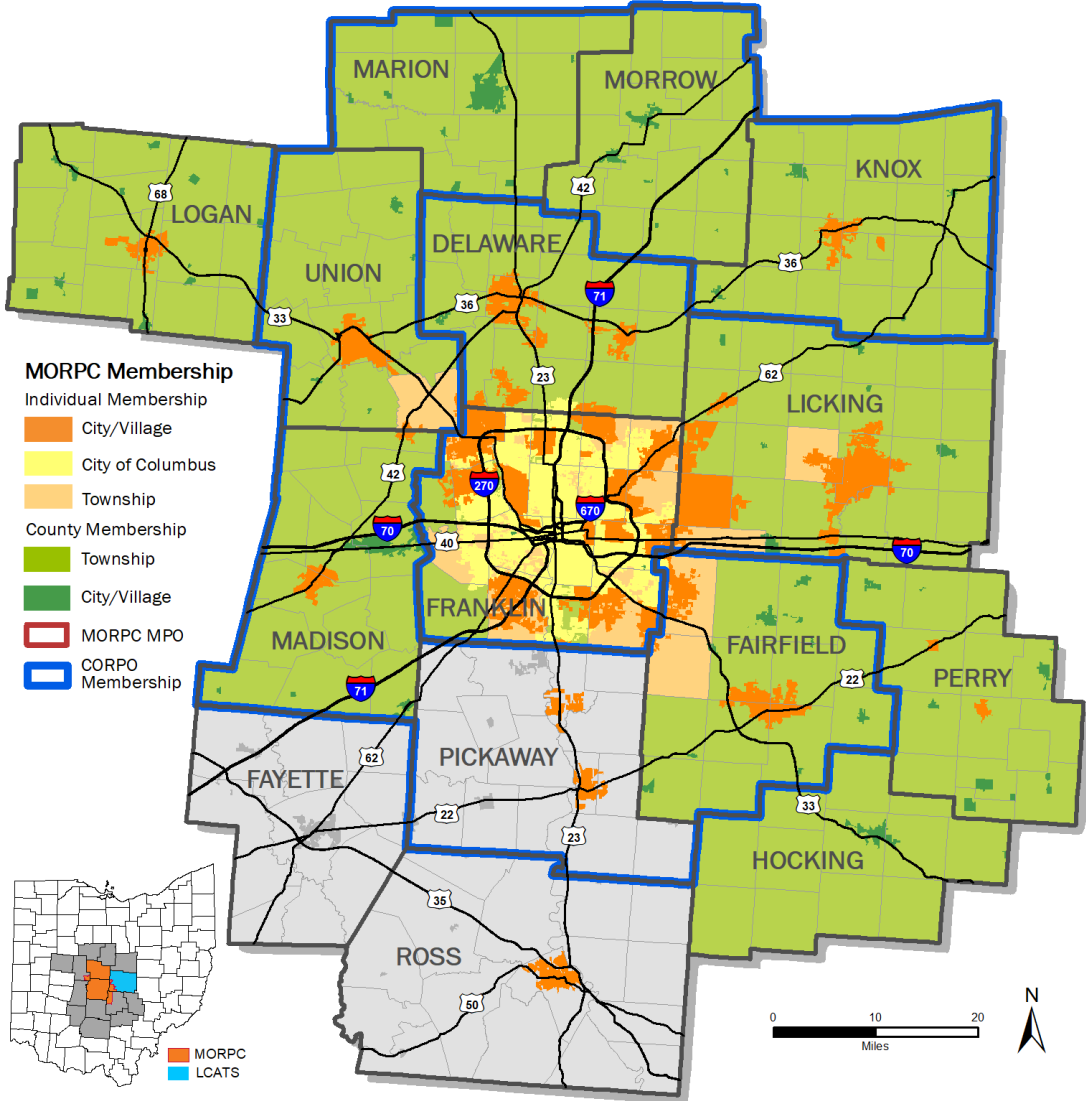 MARION
MORROW
KNOX
68
LOGAN
42
DELAWARE
UNION
36
36
71
33
MORPC Membership
Individual Membership
City/Village
City of Columbus
Township
County Membership
Township
City/Village
MORPC MPO
CORPO
Membership
23
62
LICKING
42
270
670
70
40
70
FRANKLIN
MADISON
FAIRFIELD
22
PERRY
71
62
PICKAWAY
FAYETTE
22
33
23
HOCKING
35
ROSS
50
N
0
10
20
Miles
MORPC
LCATS